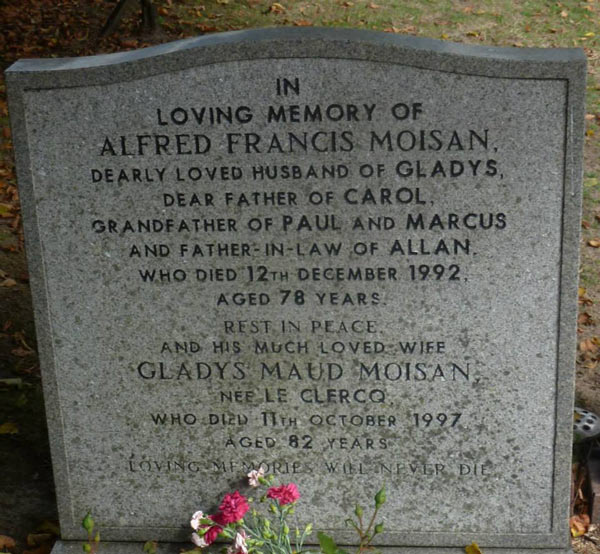 IN
LOVING MEMORY OF
ALFRED FRANCIS MOISAN,
DEARLY LOVED HUSBAND OF GLADYS,
DEAR FATHER OF CAROL,
GRANDFATHER OF PAUL AND MARCUS
AND FATHER-IN-LAW OF ALLAN,
WHO DIED 12TH DECEMBER 1992,
AGED 78 YEARS.
REST IN PEACE.
AND HIS MUCH LOVED WIFE
GLADYS MAUD MOISAN,
NEE LE CLERCQ
WHO DIED 11TH OCTOBER 1997
AGED 82 YEARS
LOVING MEMORIES WILL NEVER DIE